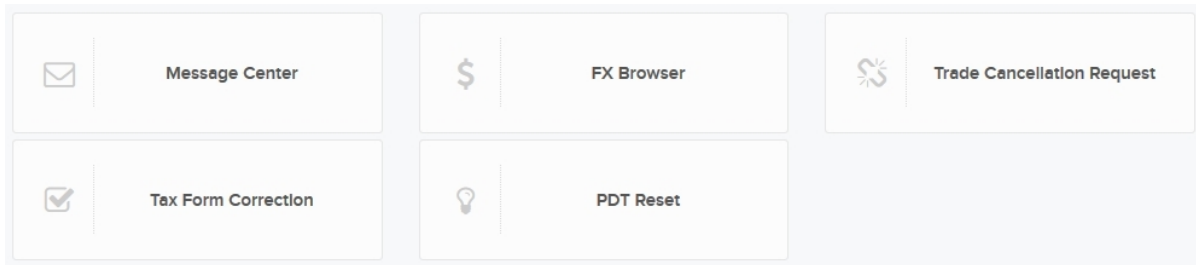 Message Center
FX Browser
Trade Cancellation Request
Tax Form Correction
PDT Reset